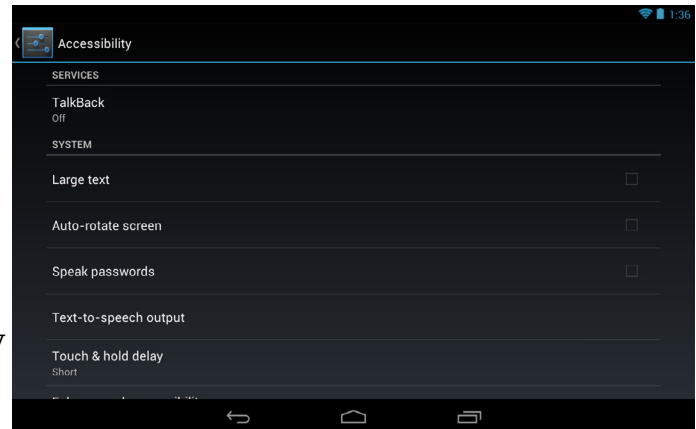 1:36
Accessibility
SERVICES
TalkBack
Off
SYSTEM
Large text
Auto-rotate screen
Speak passwords
Text-to-speech output
y
Touch & hold delay
Short